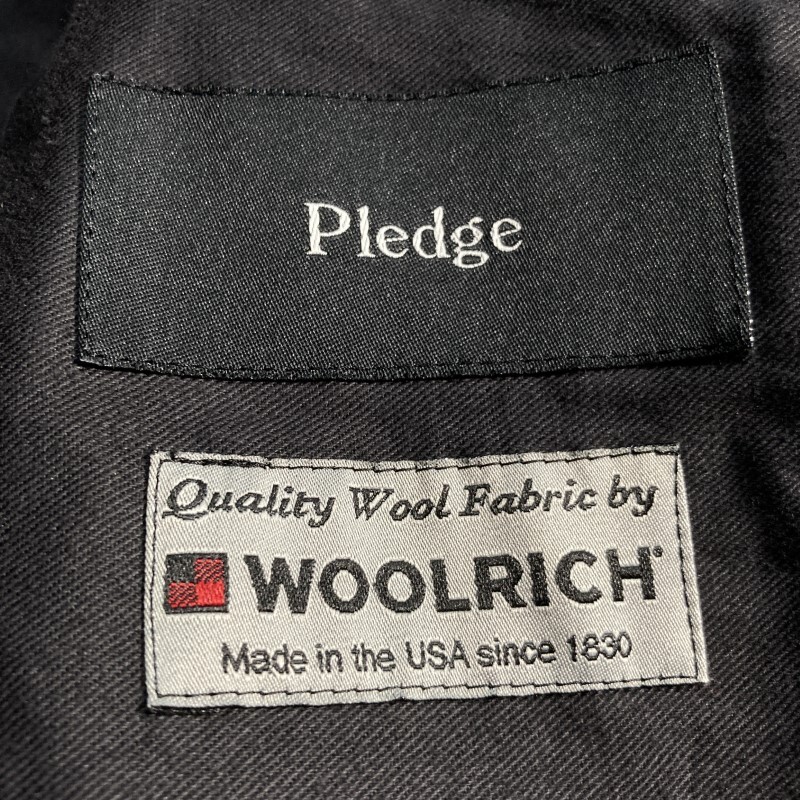 Pledge
Quality Wool Fabric by
WOOLRICH®
Made in the USA since 1830